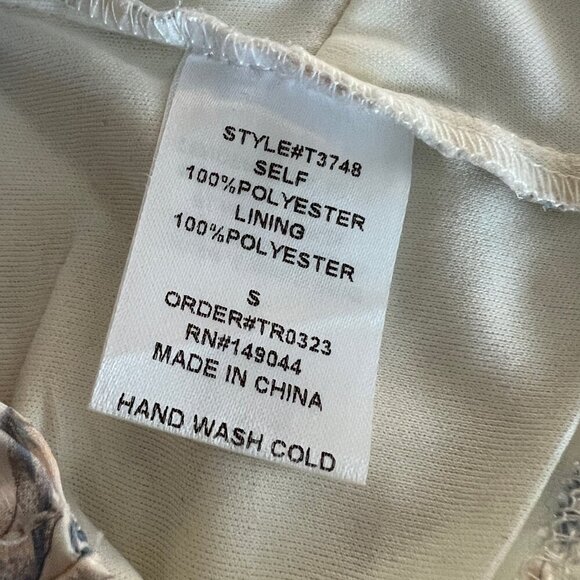 STYLE#T3748
SELF
100%POLYESTER
LINING
100%POLYESTER
S
ORDER#TR0323
RN#149044
MADE IN CHINA
HAND WASH COLD